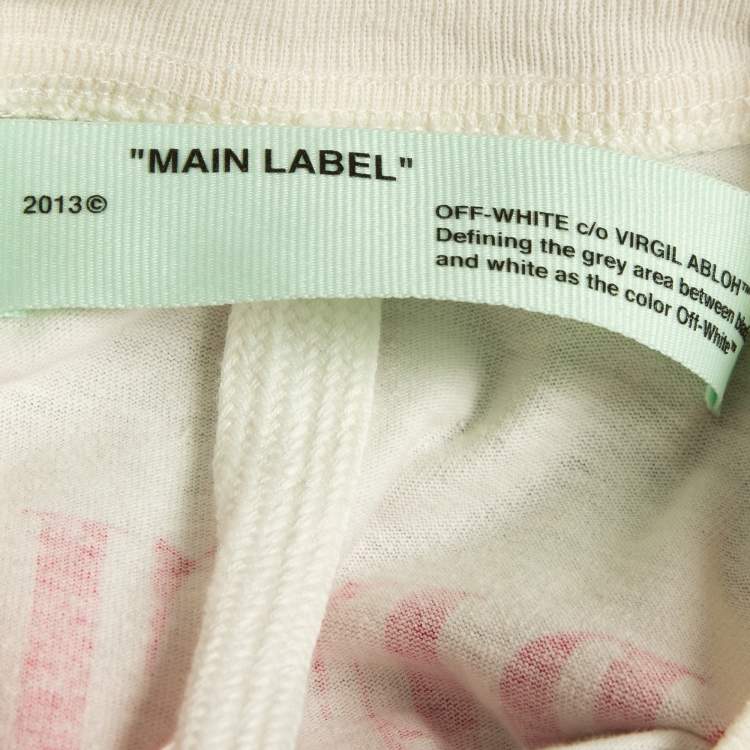 "MAIN LABEL"
2013©
OFF-WHITE c/o VIRGIL ABLOH™
Defining the grey area between
and white as the color Off-White™